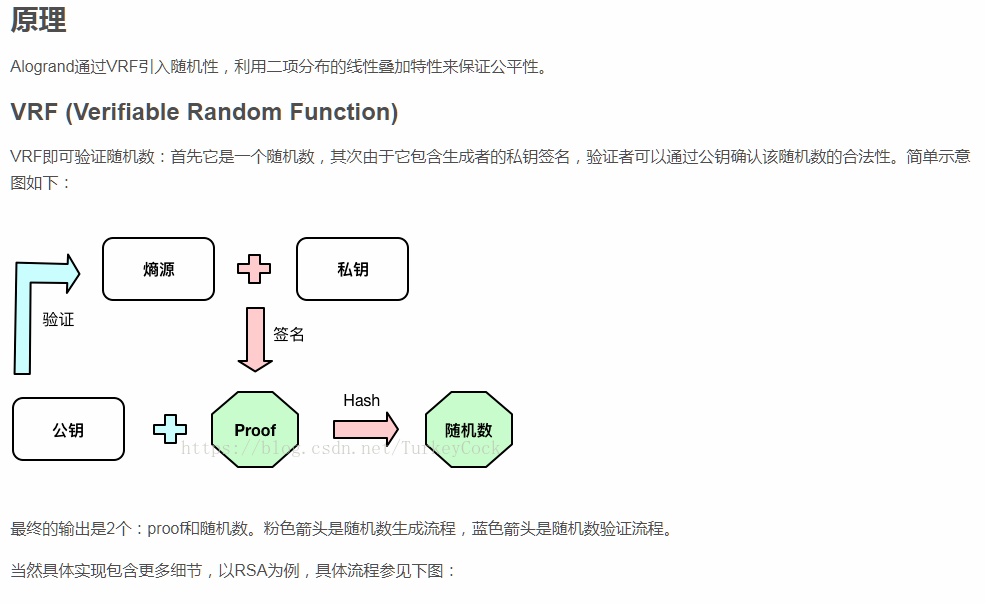 原理
Alogrand通过VRF引入随机性，利用二项分布的线性叠加特性来保证公平性。
VRF (Verifiable Random Function)
VRF即可验证随机数：首先它是一个随机数，其次由于它包含生成者的私钥签名，验证者可以通过公钥确认该随机数的合法性。简单示意
图如下：
熵源
私钥
验证
签名
Hash
公钥
Proof
随机数
https://blog.csdn.net/TurkeyCock
最终的输出是2个：proof和随机数。粉色箭头是随机数生成流程，蓝色箭头是随机数验证流程。
当然具体实现包含更多细节，以RSA为例，具体流程参见下图：